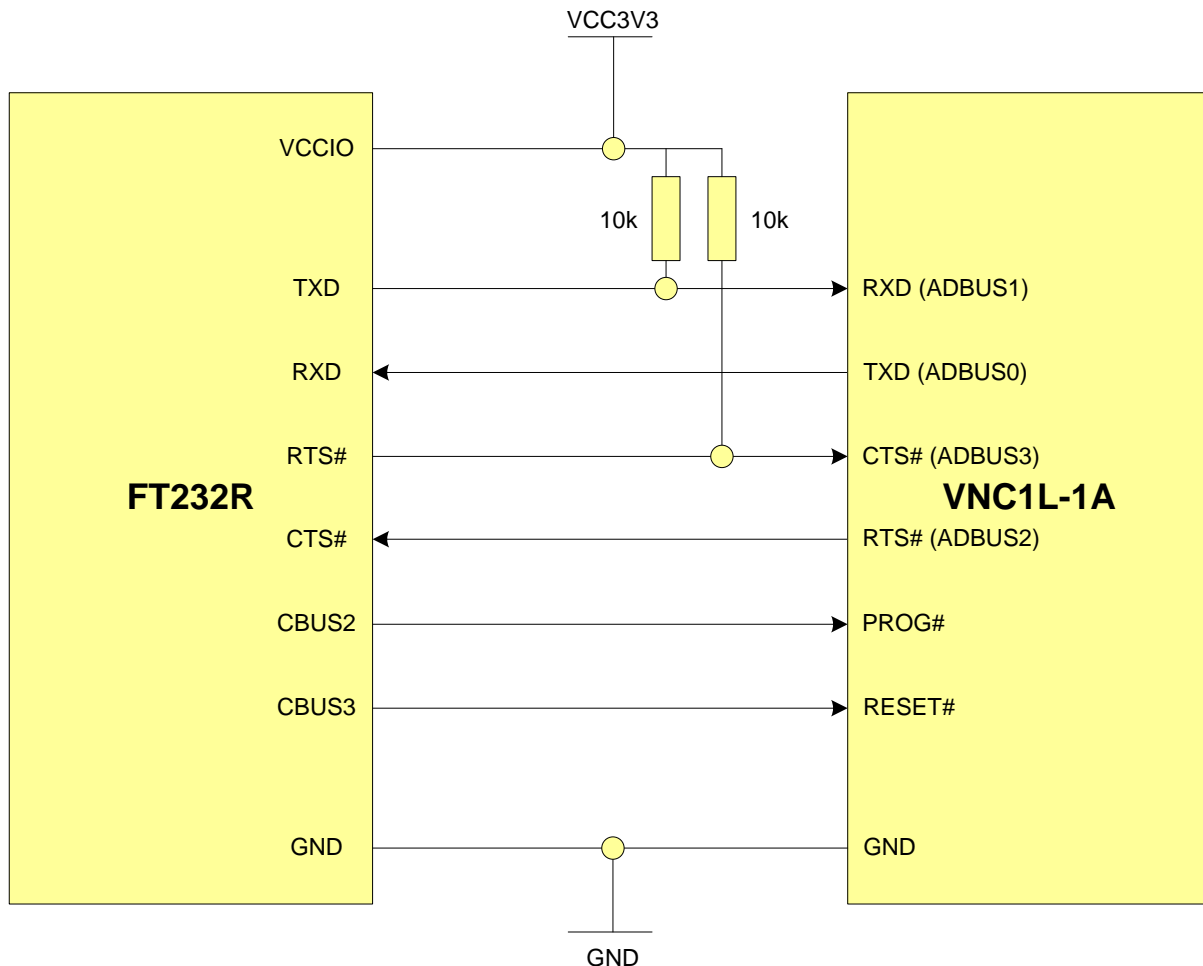 VCC3V3
VCCIO
10k
10k
TXD
RXD (ADBUS1)
RXD
TXD (ADBUS0)
RTS#
CTS# (ADBUS3)
FT232R
VNC1L-1A
CTS#
RTS# (ADBUS2)
CBUS2
PROG#
CBUS3
RESET#
GND
GND
GND